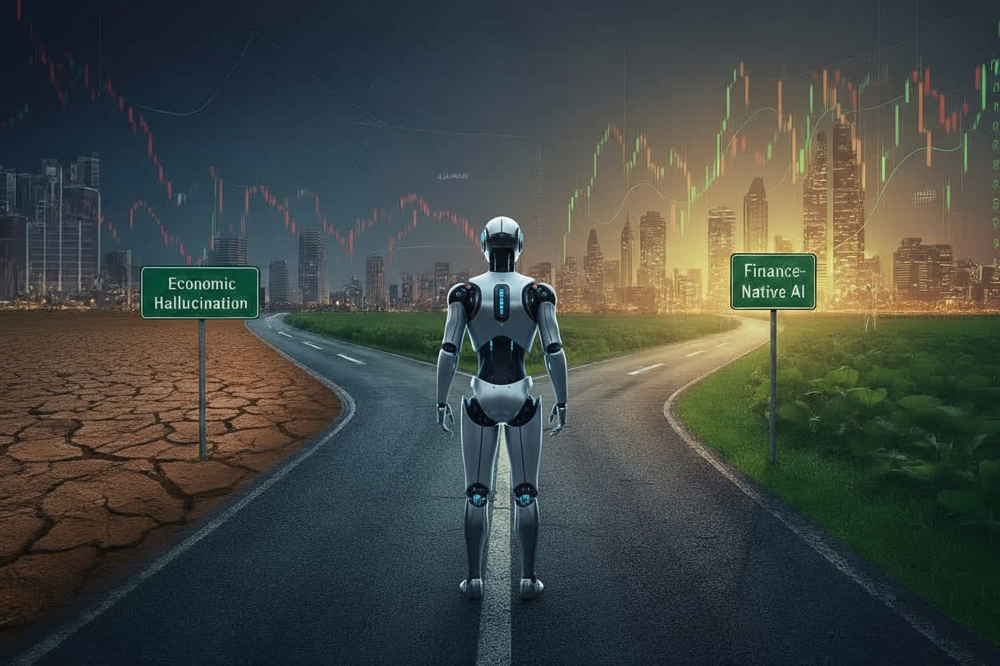 Economic
Hallucination
Finance-
Native AI